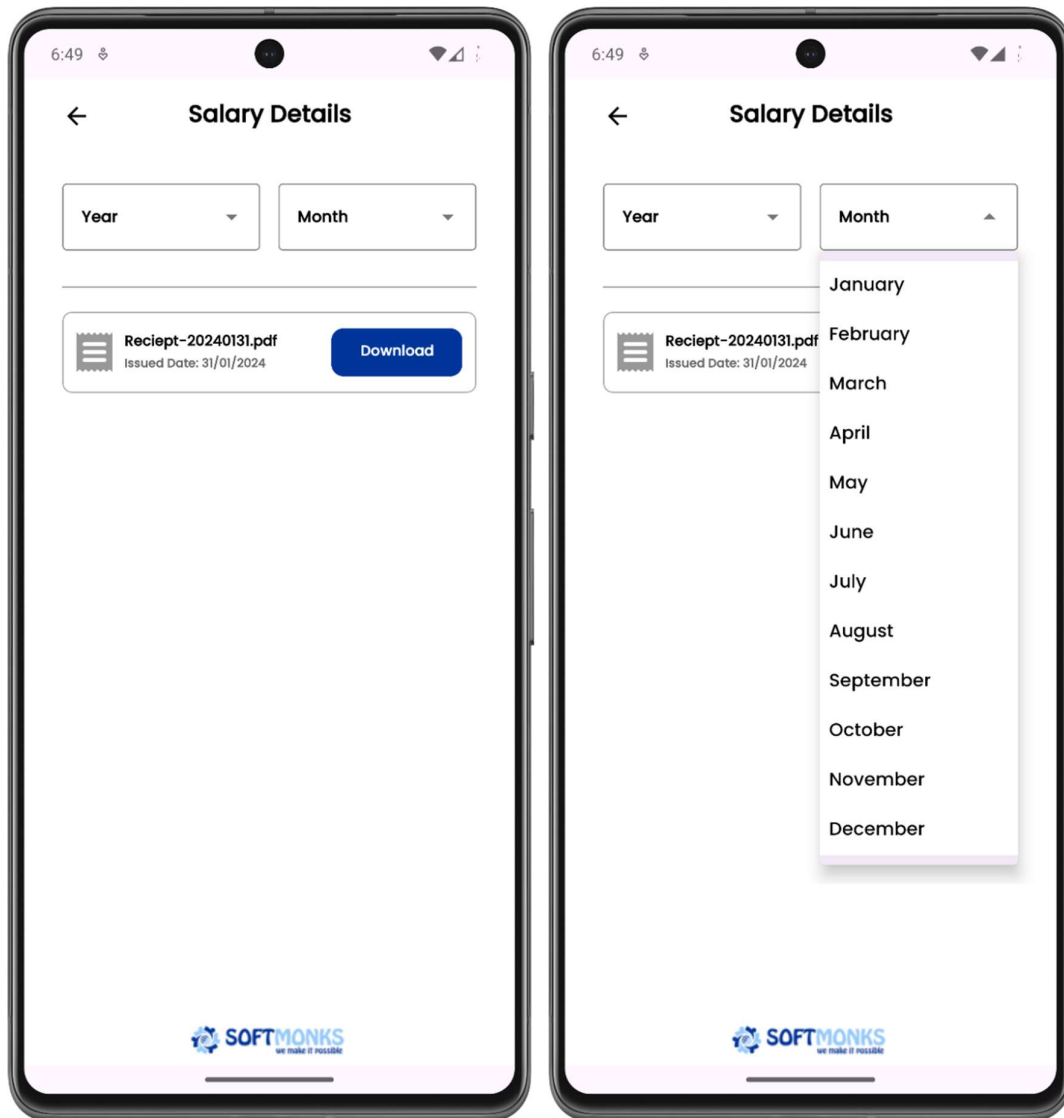 6:49
Salary Details
Year
Month
Reciept-20240131.pdf
Issued Date: 31/01/2024
Download
SOFTMONKS
we make it possible
6:49
Salary Details
Year
Month
January
February
March
April
May
June
July
August
September
October
November
December
Reciept-20240131.pdf
Issued Date: 31/01/2024
SOFTMONKS
we make it possible